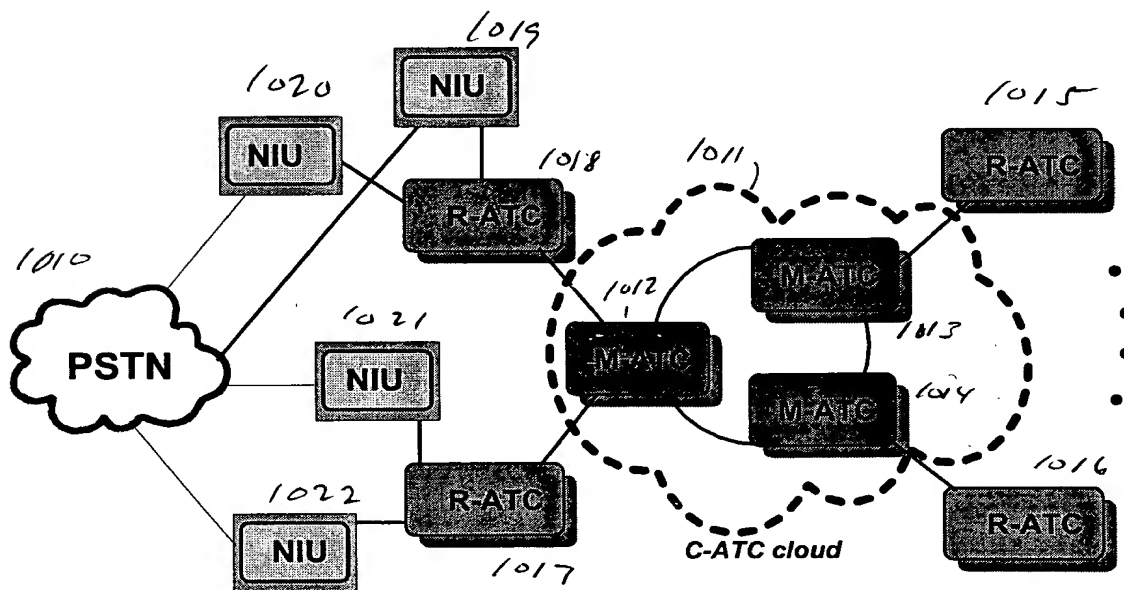 1019
NIU
1020
NIU
1018
R-ATC
1011
1015
R-ATC
1010
PSTN
1021
NIU
1012
M-ATC
M-ATC
1013
M-ATC
1014
1022
NIU
R-ATC
1017
C-ATC cloud
1016
R-ATC